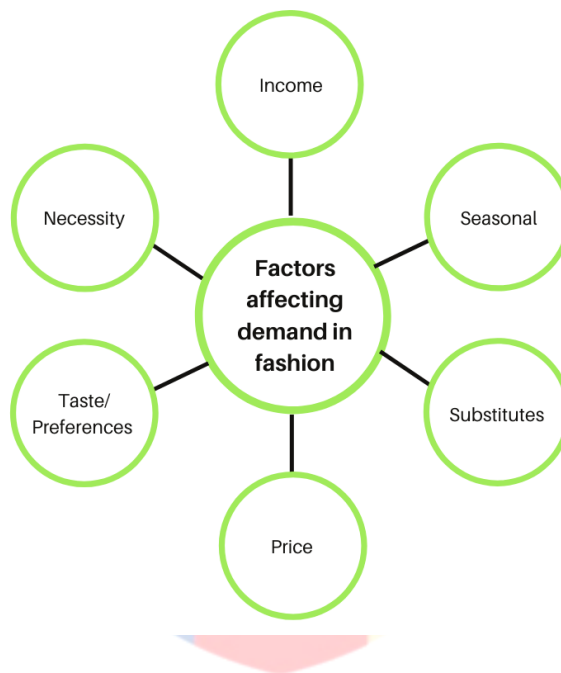 Income
Necessity
Seasonal
Factors
affecting
demand in
fashion
Taste/
Preferences
Substitutes
Price